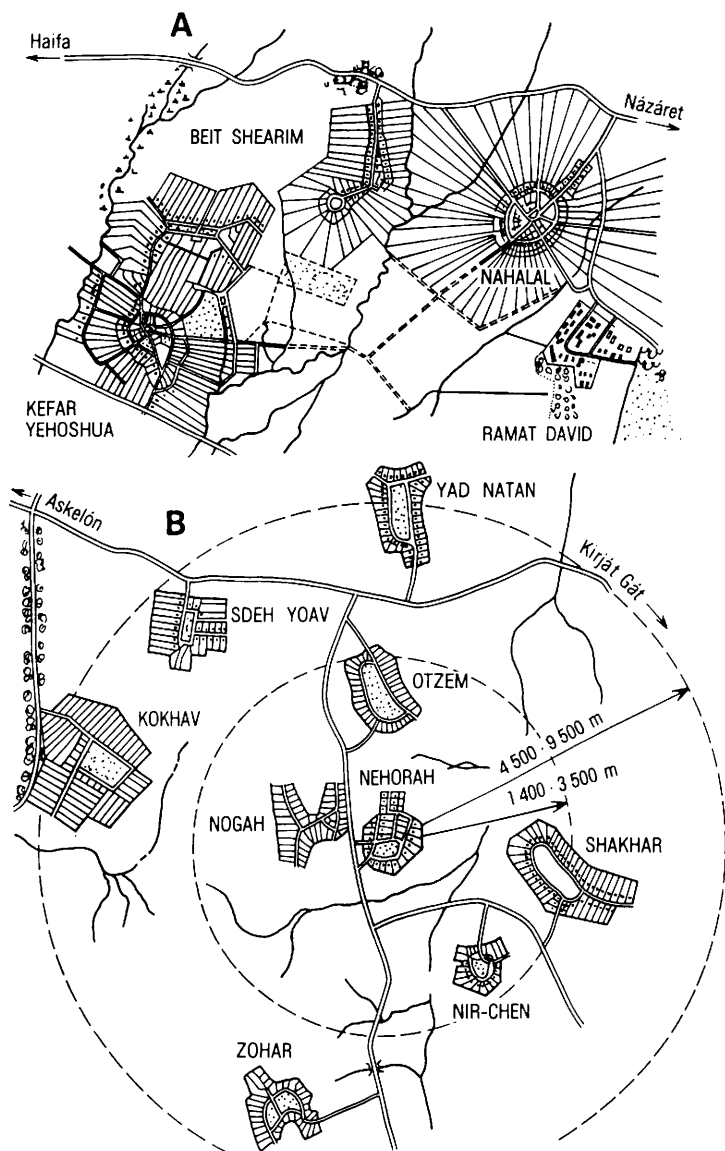 A
Haifa
Názáret
BEIT SHEARIM
NAHALAL
KEFAR
YEHOSHUA
RAMAT DAVID
B
YAD NATAN
Askelón
Kirját Gát
SDEH YOAV
OTZEM
KOKHAV
4 500 - 9 500 m
1 400 - 3 500 m
NEHORAH
NOGAH
SHAKHAR
NIR-CHEN
ZOHAR